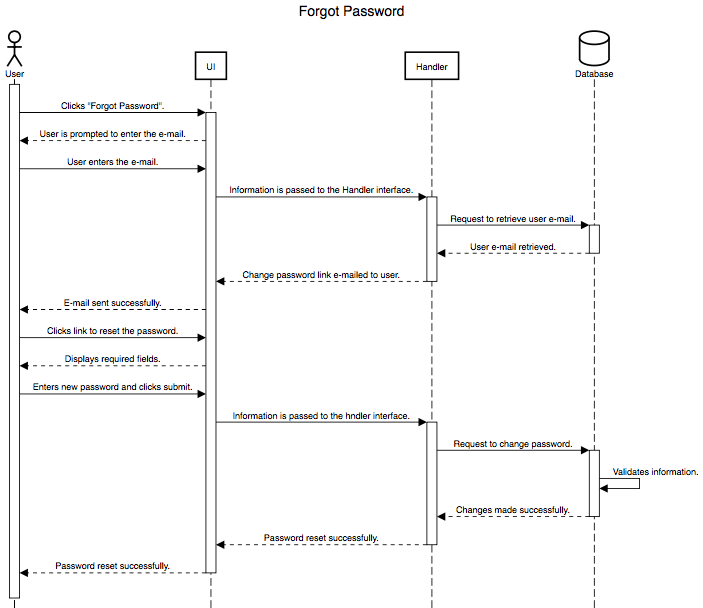 Forgot Password
User
UI
Handler
Database
Clicks "Forgot Password".
User is prompted to enter the e-mail.
User enters the e-mail.
Information is passed to the Handler interface.
Request to retrieve user e-mail.
User e-mail retrieved.
Change password link e-mailed to user.
E-mail sent successfully.
Clicks link to reset the password.
Displays required fields.
Enters new password and clicks submit.
Information is passed to the hndler interface.
Request to change password.
Validates information.
Changes made successfully.
Password reset successfully.
Password reset successfully.